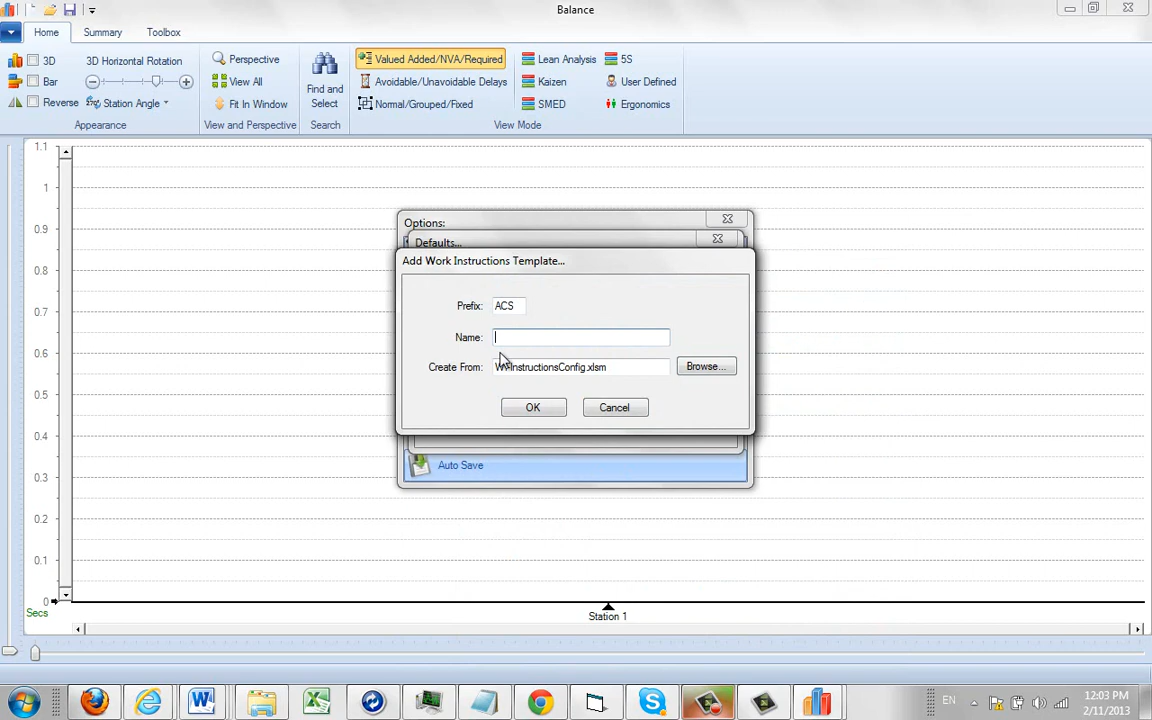 Balance
Home Summary Toolbox
3D 3D Horizontal Rotation
Bar
Reverse Station Angle
Appearance
Perspective
View All
Fit In Window
View and Perspective
Find and
Select
Search
Valued Added/NVA/Required
Avoidable/Unavoidable Delays
Normal/Grouped/Fixed
Lean Analysis 5S
Kaizen User Defined
SMED Ergonomics
View Mode
1.1
1
0.9
0.8
0.7
0.6
0.5
0.4
0.3
0.2
0.1
0
Secs
Station 1
Options:
Defaults...
Add Work Instructions Template...
Prefix: ACS
Name:
Create From: InstructionsConfig.xlsm Browse...
OK Cancel
Auto Save
EN
12:03 PM
2/11/2013